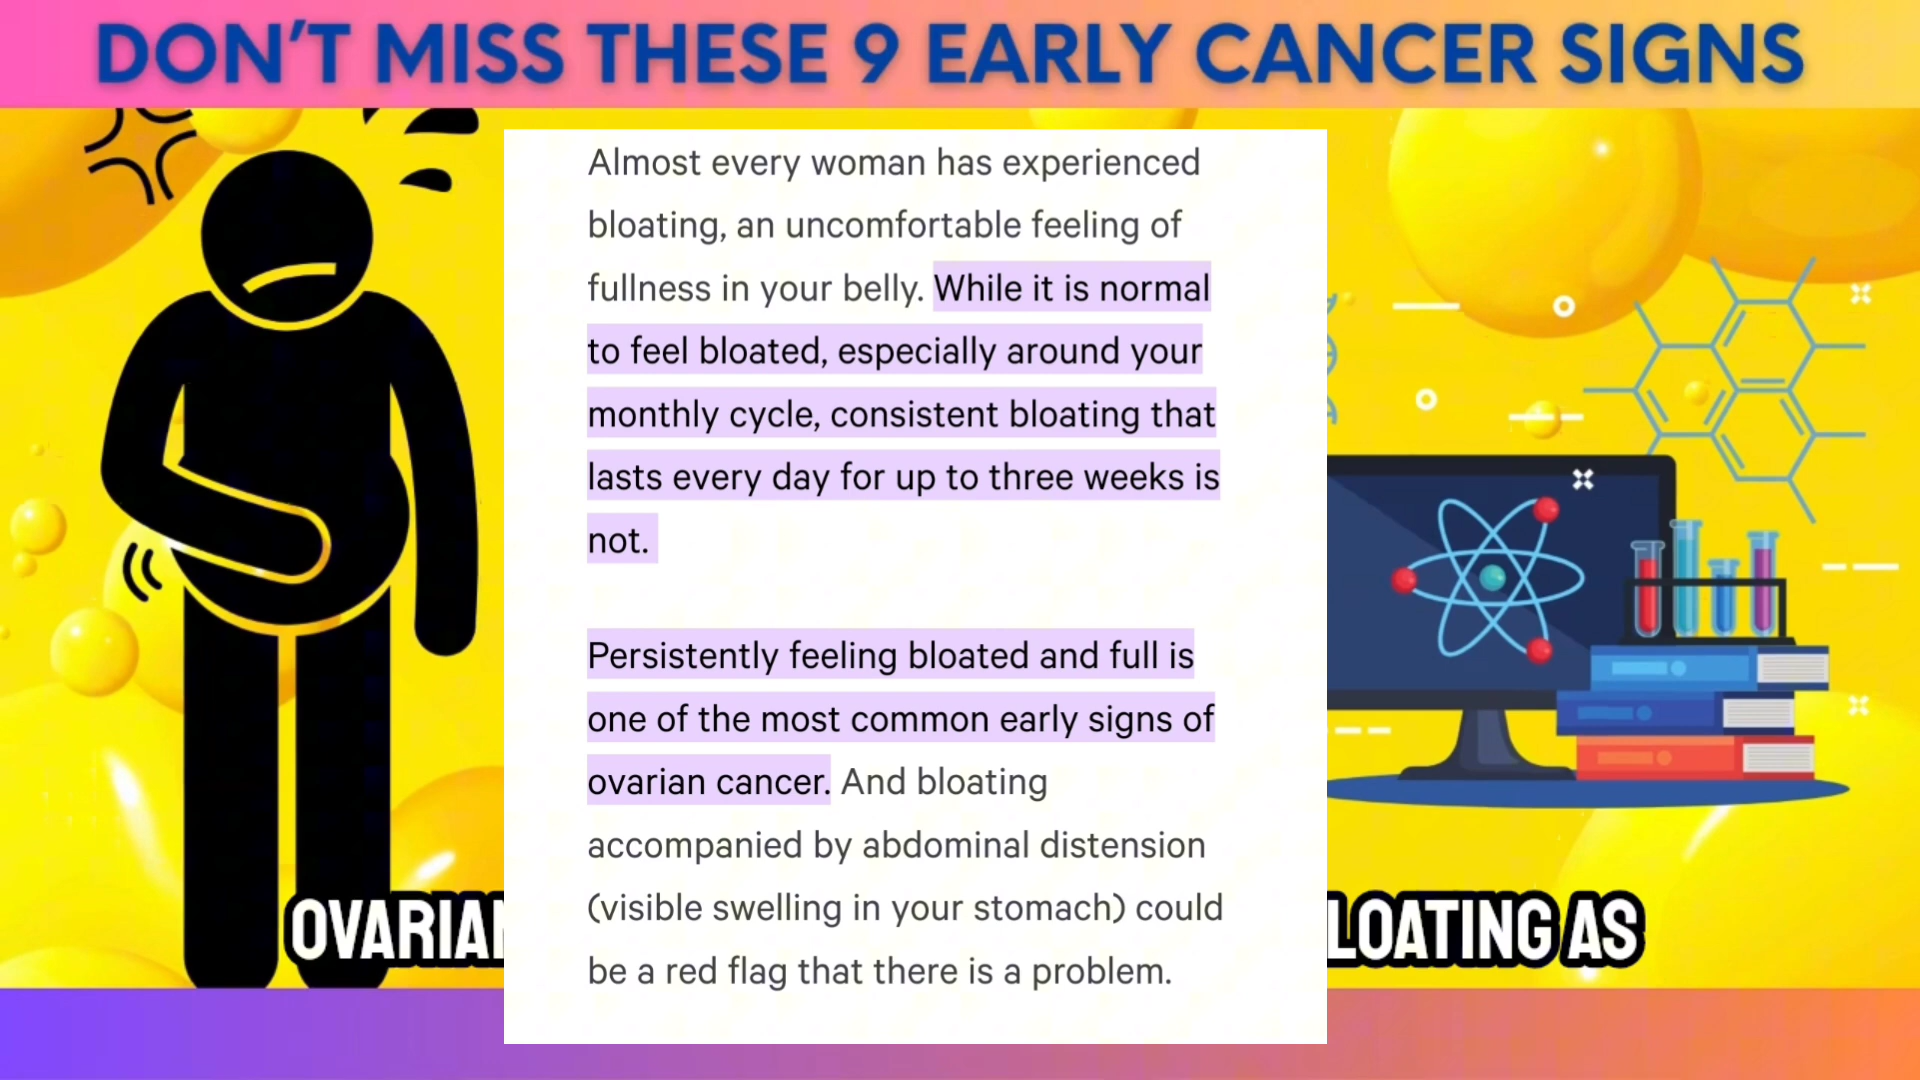 DON'T MISS THESE 9 EARLY CANCER SIGNS
Almost every woman has experienced
bloating, an uncomfortable feeling of
fullness in your belly. While it is normal
to feel bloated, especially around your
monthly cycle, consistent bloating that
lasts every day for up to three weeks is
not.
Persistently feeling bloated and full is
one of the most common early signs of
ovarian cancer. And bloating
accompanied by abdominal distension
(visible swelling in your stomach) could
be a red flag that there is a problem.
OVARIAN LOATING AS